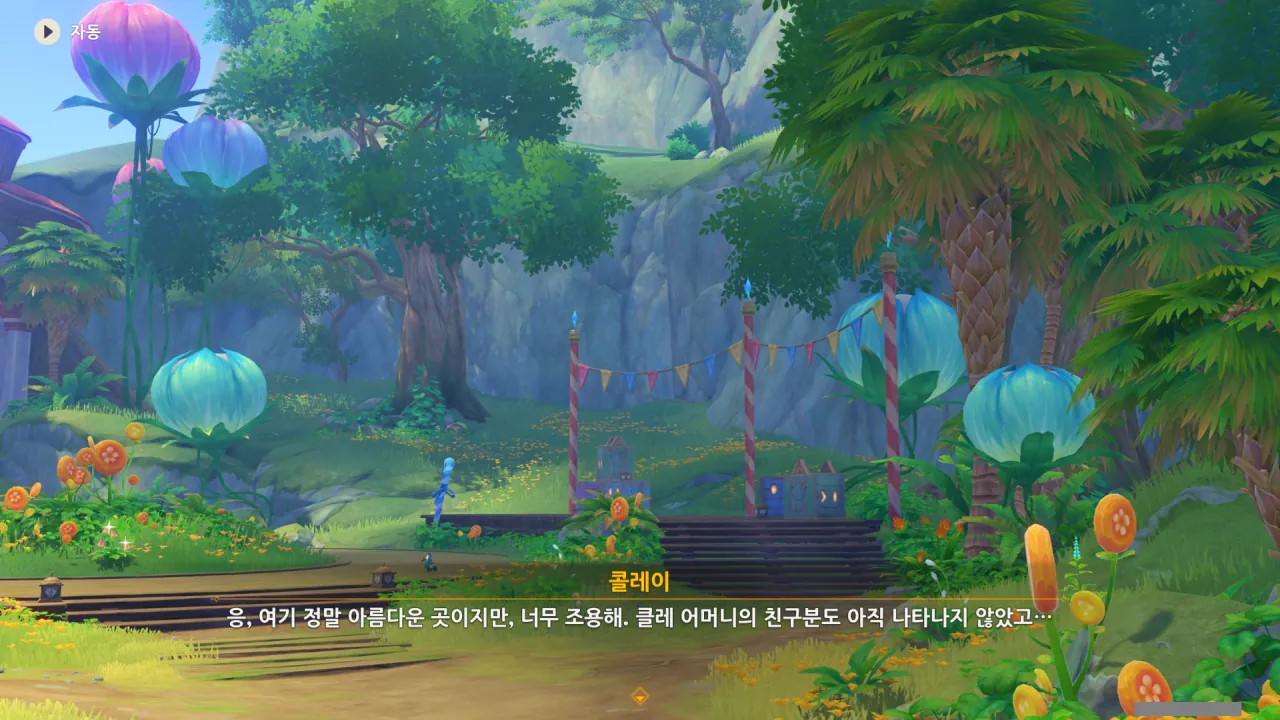 자동
콜레이
응, 여기 정말 아름다운 곳이지만, 너무 조용해. 클레 어머니의 친구분도 아직 나타나지 않았고…